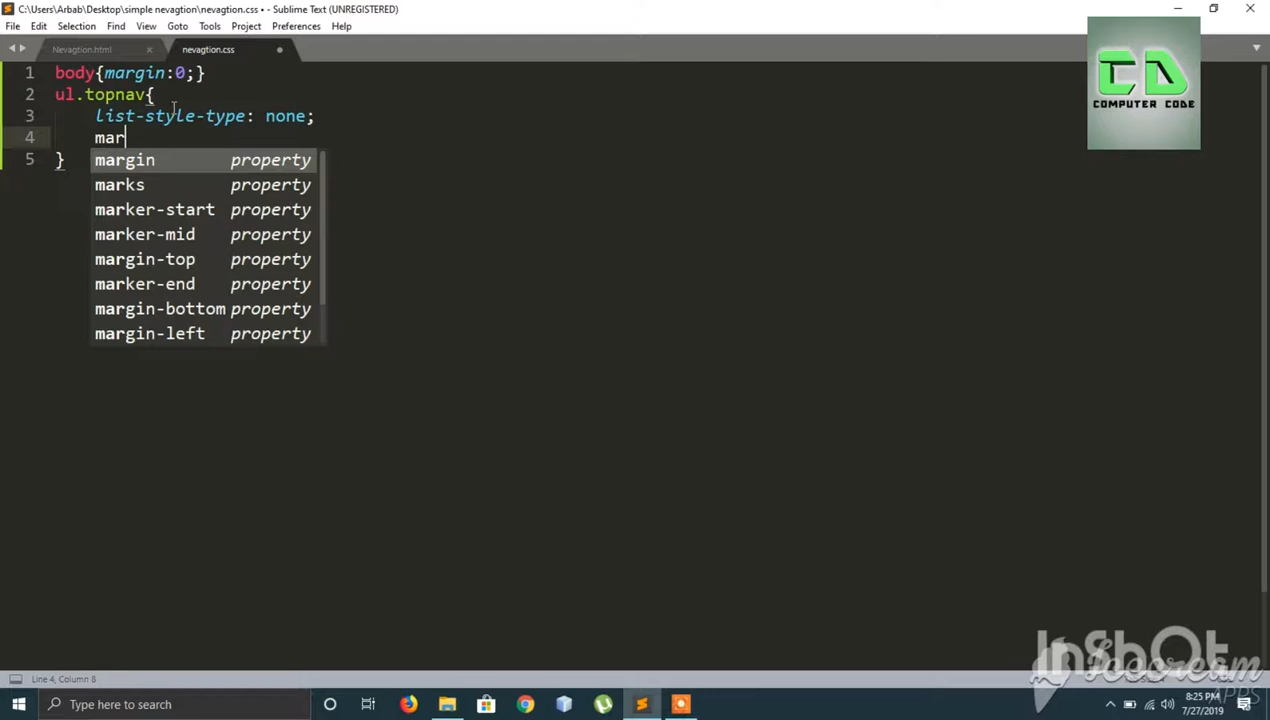 C:\Users\Arbab\Desktop\simple nevagtion\nevagtion.css • - Sublime Text (UNREGISTERED)
File Edit Selection Find View Goto Tools Project Preferences Help
Nevagtion.html nevagtion.css
1 body{margin:0;}
2 ul.topnav{
3 list-style-type: none;
4 mar
5 }
margin property
marks property
marker-start property
marker-mid property
margin-top property
marker-end property
margin-bottom property
margin-left property
CD
COMPUTER CODE
InShOt
Icecream
APPS
Line 4, Column 8
Type here to search
8:25 PM
7/27/2019